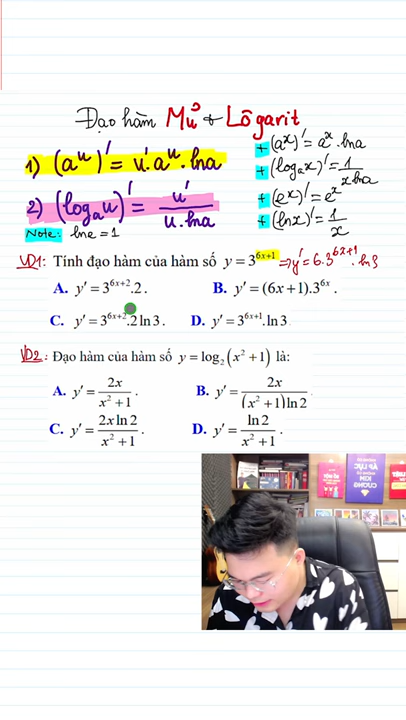 Đạo hàm Mũ + Lôgarit
1) (a^u)' = u'.a^u.lna
2) (log_a u)' = u'/(u.lna)
Note: lne = 1
+ (a^x)' = a^x.lna
+ (log_a x)' = 1/(x lna)
+ (e^x)' = e^x
+ (lnx)' = 1/x
VD1: Tính đạo hàm của hàm số y = 3^(6x+1) ⇒ y' = 6.3^(6x+1).ln3
A. y' = 3^(6x+2).2. B. y' = (6x+1).3^(6x).
C. y' = 3^(6x+2).2ln3. D. y' = 3^(6x+1).ln3
VD2: Đạo hàm của hàm số y = log_2(x^2+1) là:
A. y' = 2x/(x^2+1). B. y' = 2x/((x^2+1)ln2)
C. y' = 2x ln2/(x^2+1). D. y' = ln2/(x^2+1).